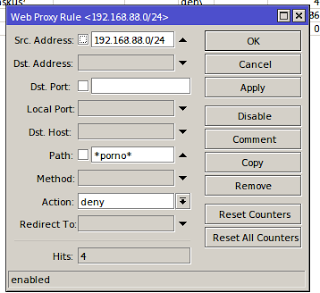 Web Proxy Rule <192.168.88.0/24>
Src. Address: 192.168.88.0/24
OK
Dst. Address:
Cancel
Dst. Port:
Apply
Local Port:
Disable
Dst. Host:
Comment
Path: *porno*
Copy
Method:
Remove
Action: deny
Reset Counters
Redirect To:
Reset All Counters
Hits: 4
enabled